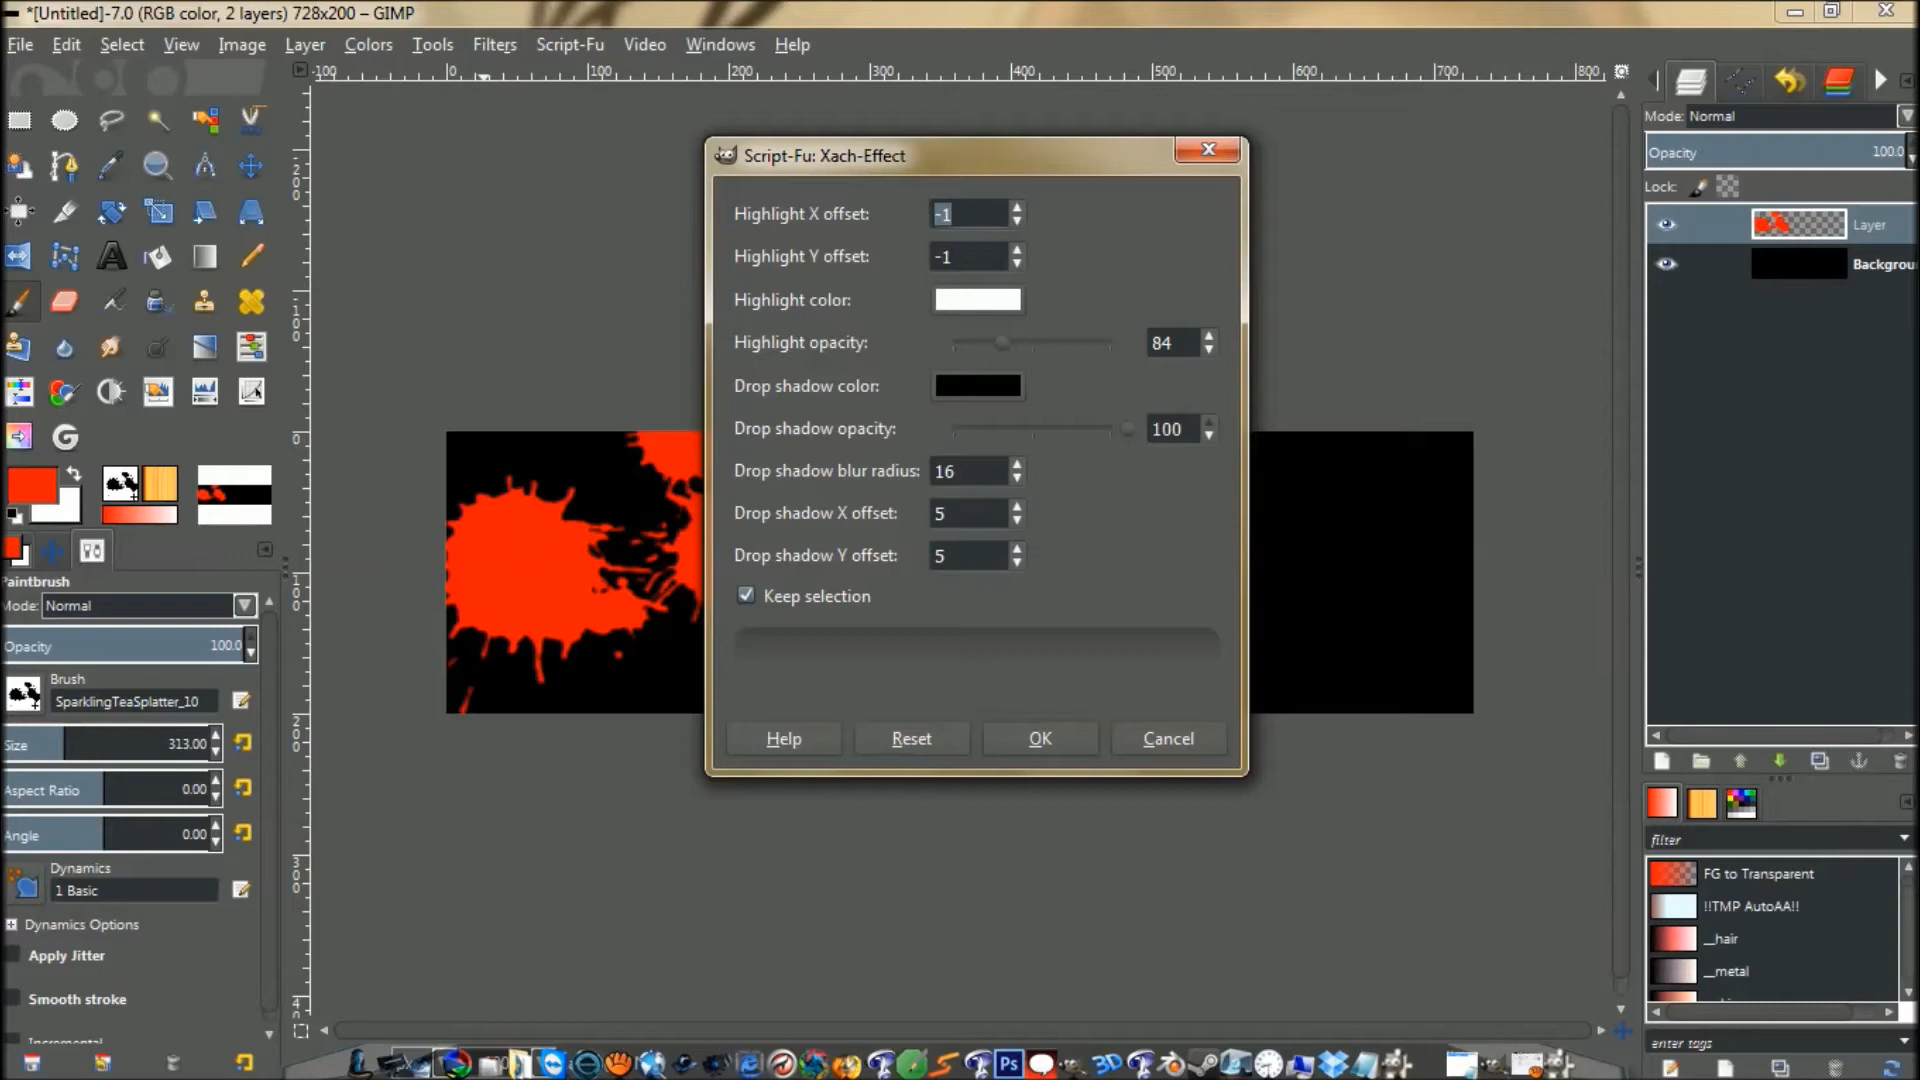 *[Untitled]-7.0 (RGB color, 2 layers) 728x200 – GIMP
File Edit Select View Image Layer Colors Tools Filters Script-Fu Video Windows Help
-100 0 100 200 300 400 500 600 700 800
Script-Fu: Xach-Effect
Highlight X offset: -1
Highlight Y offset: -1
Highlight color:
Highlight opacity: 84
Drop shadow color:
Drop shadow opacity: 100
Drop shadow blur radius: 16
Drop shadow X offset: 5
Drop shadow Y offset: 5
Keep selection
Help Reset OK Cancel
Mode: Normal
Opacity 100.0
Lock:
Layer
Backgrou
Paintbrush
Mode: Normal
Opacity 100.0
Brush
SparklingTeaSplatter_10
Size 313.00
Aspect Ratio 0.00
Angle 0.00
Dynamics
1 Basic
Dynamics Options
Apply Jitter
Smooth stroke
filter
FG to Transparent
!!TMP AutoAA!!
__hair
__metal
enter tags
Ps
3D